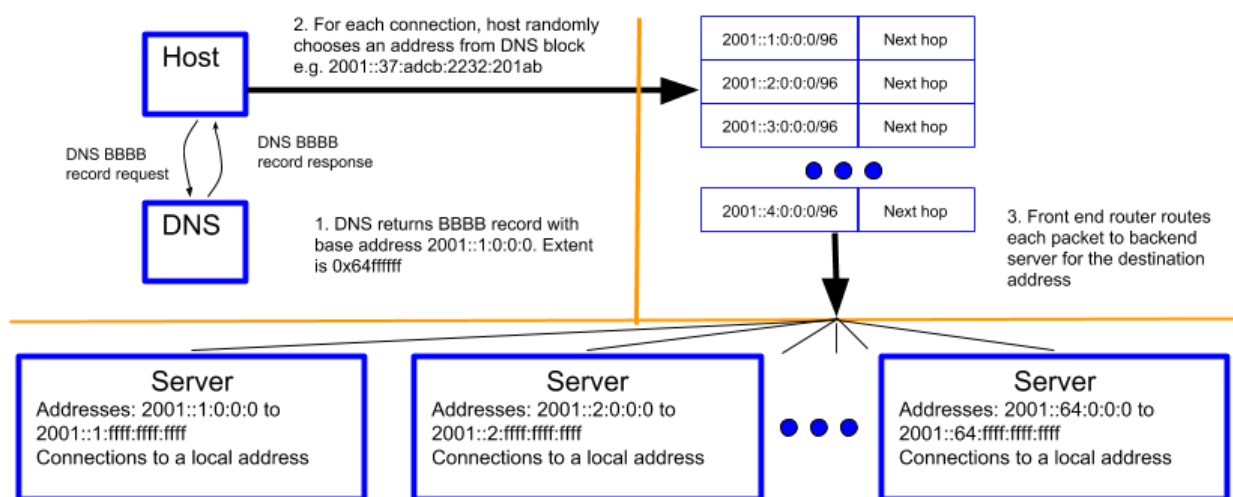 Host
2. For each connection, host randomly
chooses an address from DNS block
e.g. 2001::37:adcb:2232:201ab
DNS BBBB
record request
DNS BBBB
record response
DNS
1. DNS returns BBBB record with
base address 2001::1:0:0:0. Extent
is 0x64ffffff
2001::1:0:0:0/96 Next hop
2001::2:0:0:0/96 Next hop
2001::3:0:0:0/96 Next hop
2001::4:0:0:0/96 Next hop
3. Front end router routes
each packet to backend
server for the destination
address
Server
Addresses: 2001::1:0:0:0 to
2001::1:ffff:ffff:ffff
Connections to a local address
Server
Addresses: 2001::2:0:0:0 to
2001::2:ffff:ffff:ffff
Connections to a local address
Server
Addresses: 2001::64:0:0:0 to
2001::64:ffff:ffff:ffff
Connections to a local address